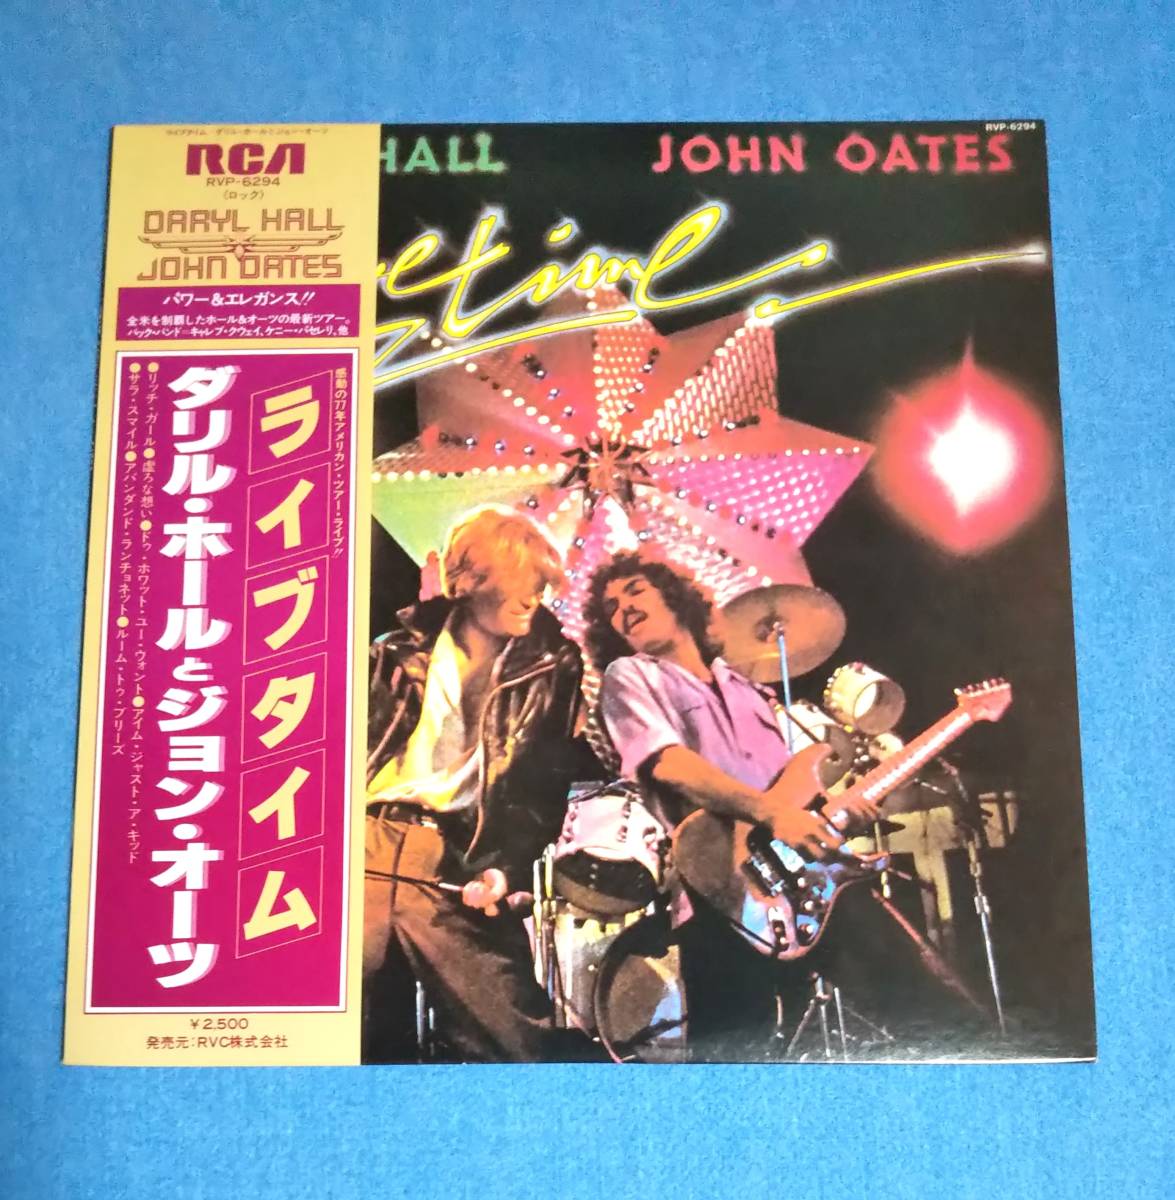 ライブタイム／ダリル・ホールとジョン・オーツ
RCA
RVP-6294
(ロック)
DARYL HALL
JOHN OATES
パワー&エレガンス!!
全米を制覇したホール&オーツの最新ツアー。
バック・バンド=キャレブ・クウェイ、ケニー・パセレリ、他
感動の77年アメリカン・ツアー・ライブ!!
ライブタイム
ダリル・ホールとジョン・オーツ
●リッチ・ガール●虚ろな想い●ドゥ・ホワット・ユー・ウォント●アイム・ジャスト・ア・キッド
●サラ・スマイル●アバンダンド・ランチョネット●ルーム・トゥ・ブリーズ
¥2,500
発売元:RVC株式会社
RVP-6294
HALL JOHN OATES
etime